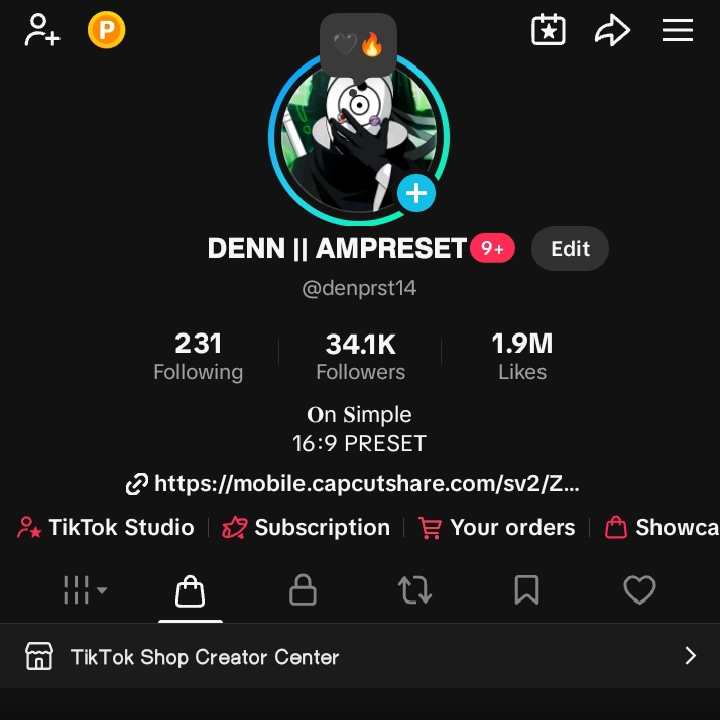 P
🖤🔥
DENN || AMPRESET 9+ Edit
@denprst14
231 34.1K 1.9M
Following Followers Likes
𝐎n 𝐒imple
16:9 PRESET
https://mobile.capcutshare.com/sv2/Z...
TikTok Studio Subscription Your orders Showca
TikTok Shop Creator Center